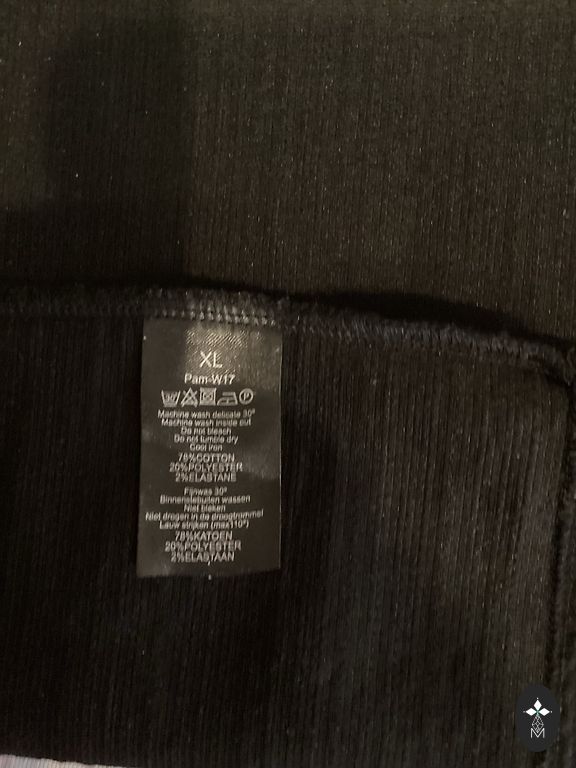 XL
Pam-W17
Machine wash delicate 30°
Machine wash inside out
Do not bleach
Do not tumble dry
Cool iron
78%COTTON
20%POLYESTER
2%ELASTANE
Fijnwas 30°
Binnenstebuiten wassen
Niet bleken
Niet drogen in de droogtrommel
Lauw strijken (max110°)
78%KATOEN
20%POLYESTER
2%ELASTAAN
M